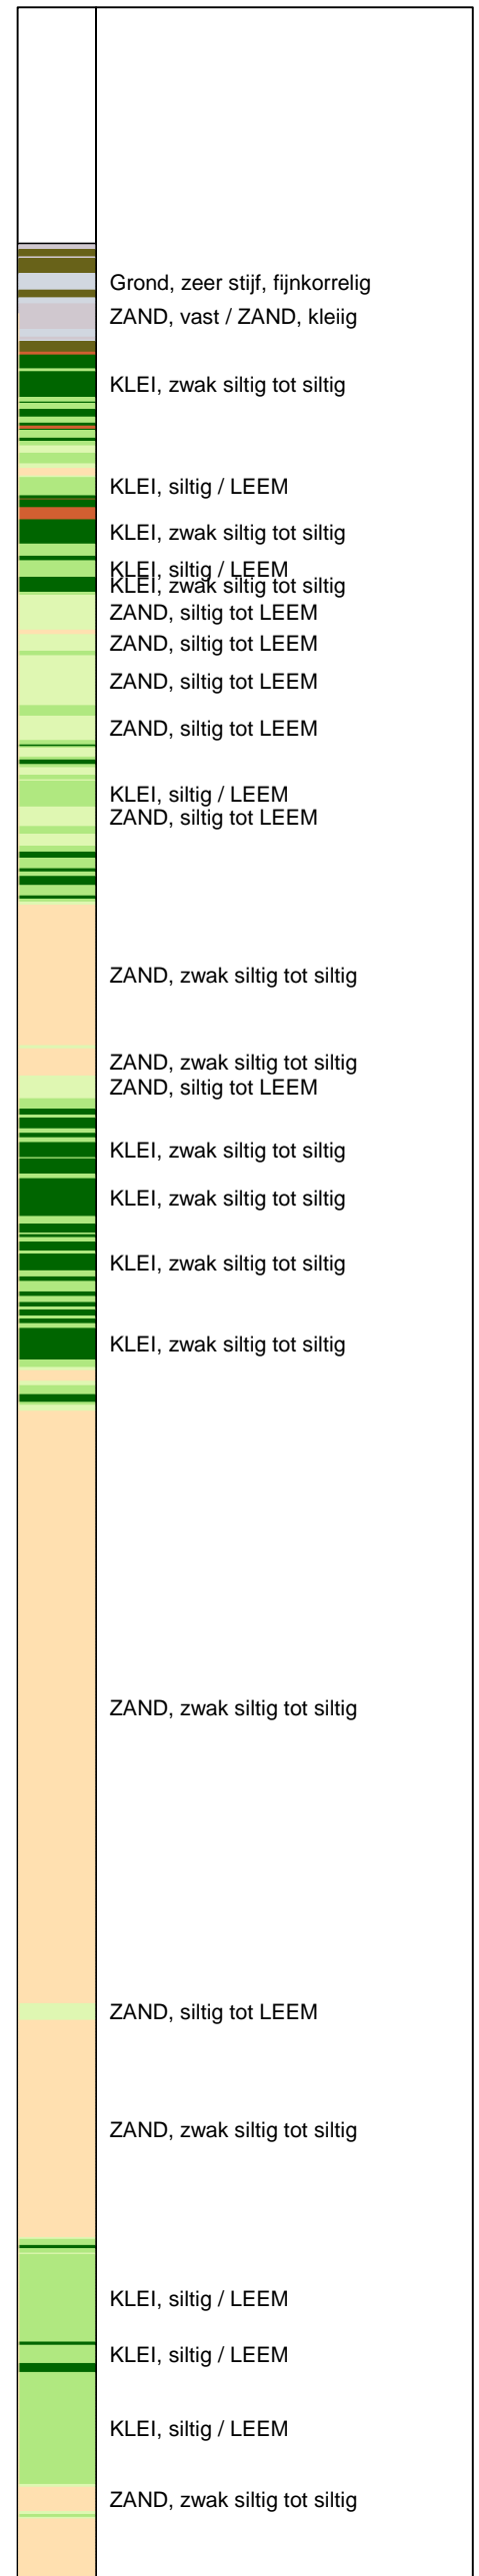 Grond, zeer stijf, fijnkorrelig
ZAND, vast / ZAND, kleiig
KLEI, zwak siltig tot siltig
KLEI, siltig / LEEM
KLEI, zwak siltig tot siltig
KLEI, siltig / LEEM
KLEI, zwak siltig tot siltig
ZAND, siltig tot LEEM
ZAND, siltig tot LEEM
ZAND, siltig tot LEEM
ZAND, siltig tot LEEM
KLEI, siltig / LEEM
ZAND, siltig tot LEEM
ZAND, zwak siltig tot siltig
ZAND, zwak siltig tot siltig
ZAND, siltig tot LEEM
KLEI, zwak siltig tot siltig
KLEI, zwak siltig tot siltig
KLEI, zwak siltig tot siltig
KLEI, zwak siltig tot siltig
ZAND, zwak siltig tot siltig
ZAND, siltig tot LEEM
ZAND, zwak siltig tot siltig
KLEI, siltig / LEEM
KLEI, siltig / LEEM
KLEI, siltig / LEEM
ZAND, zwak siltig tot siltig